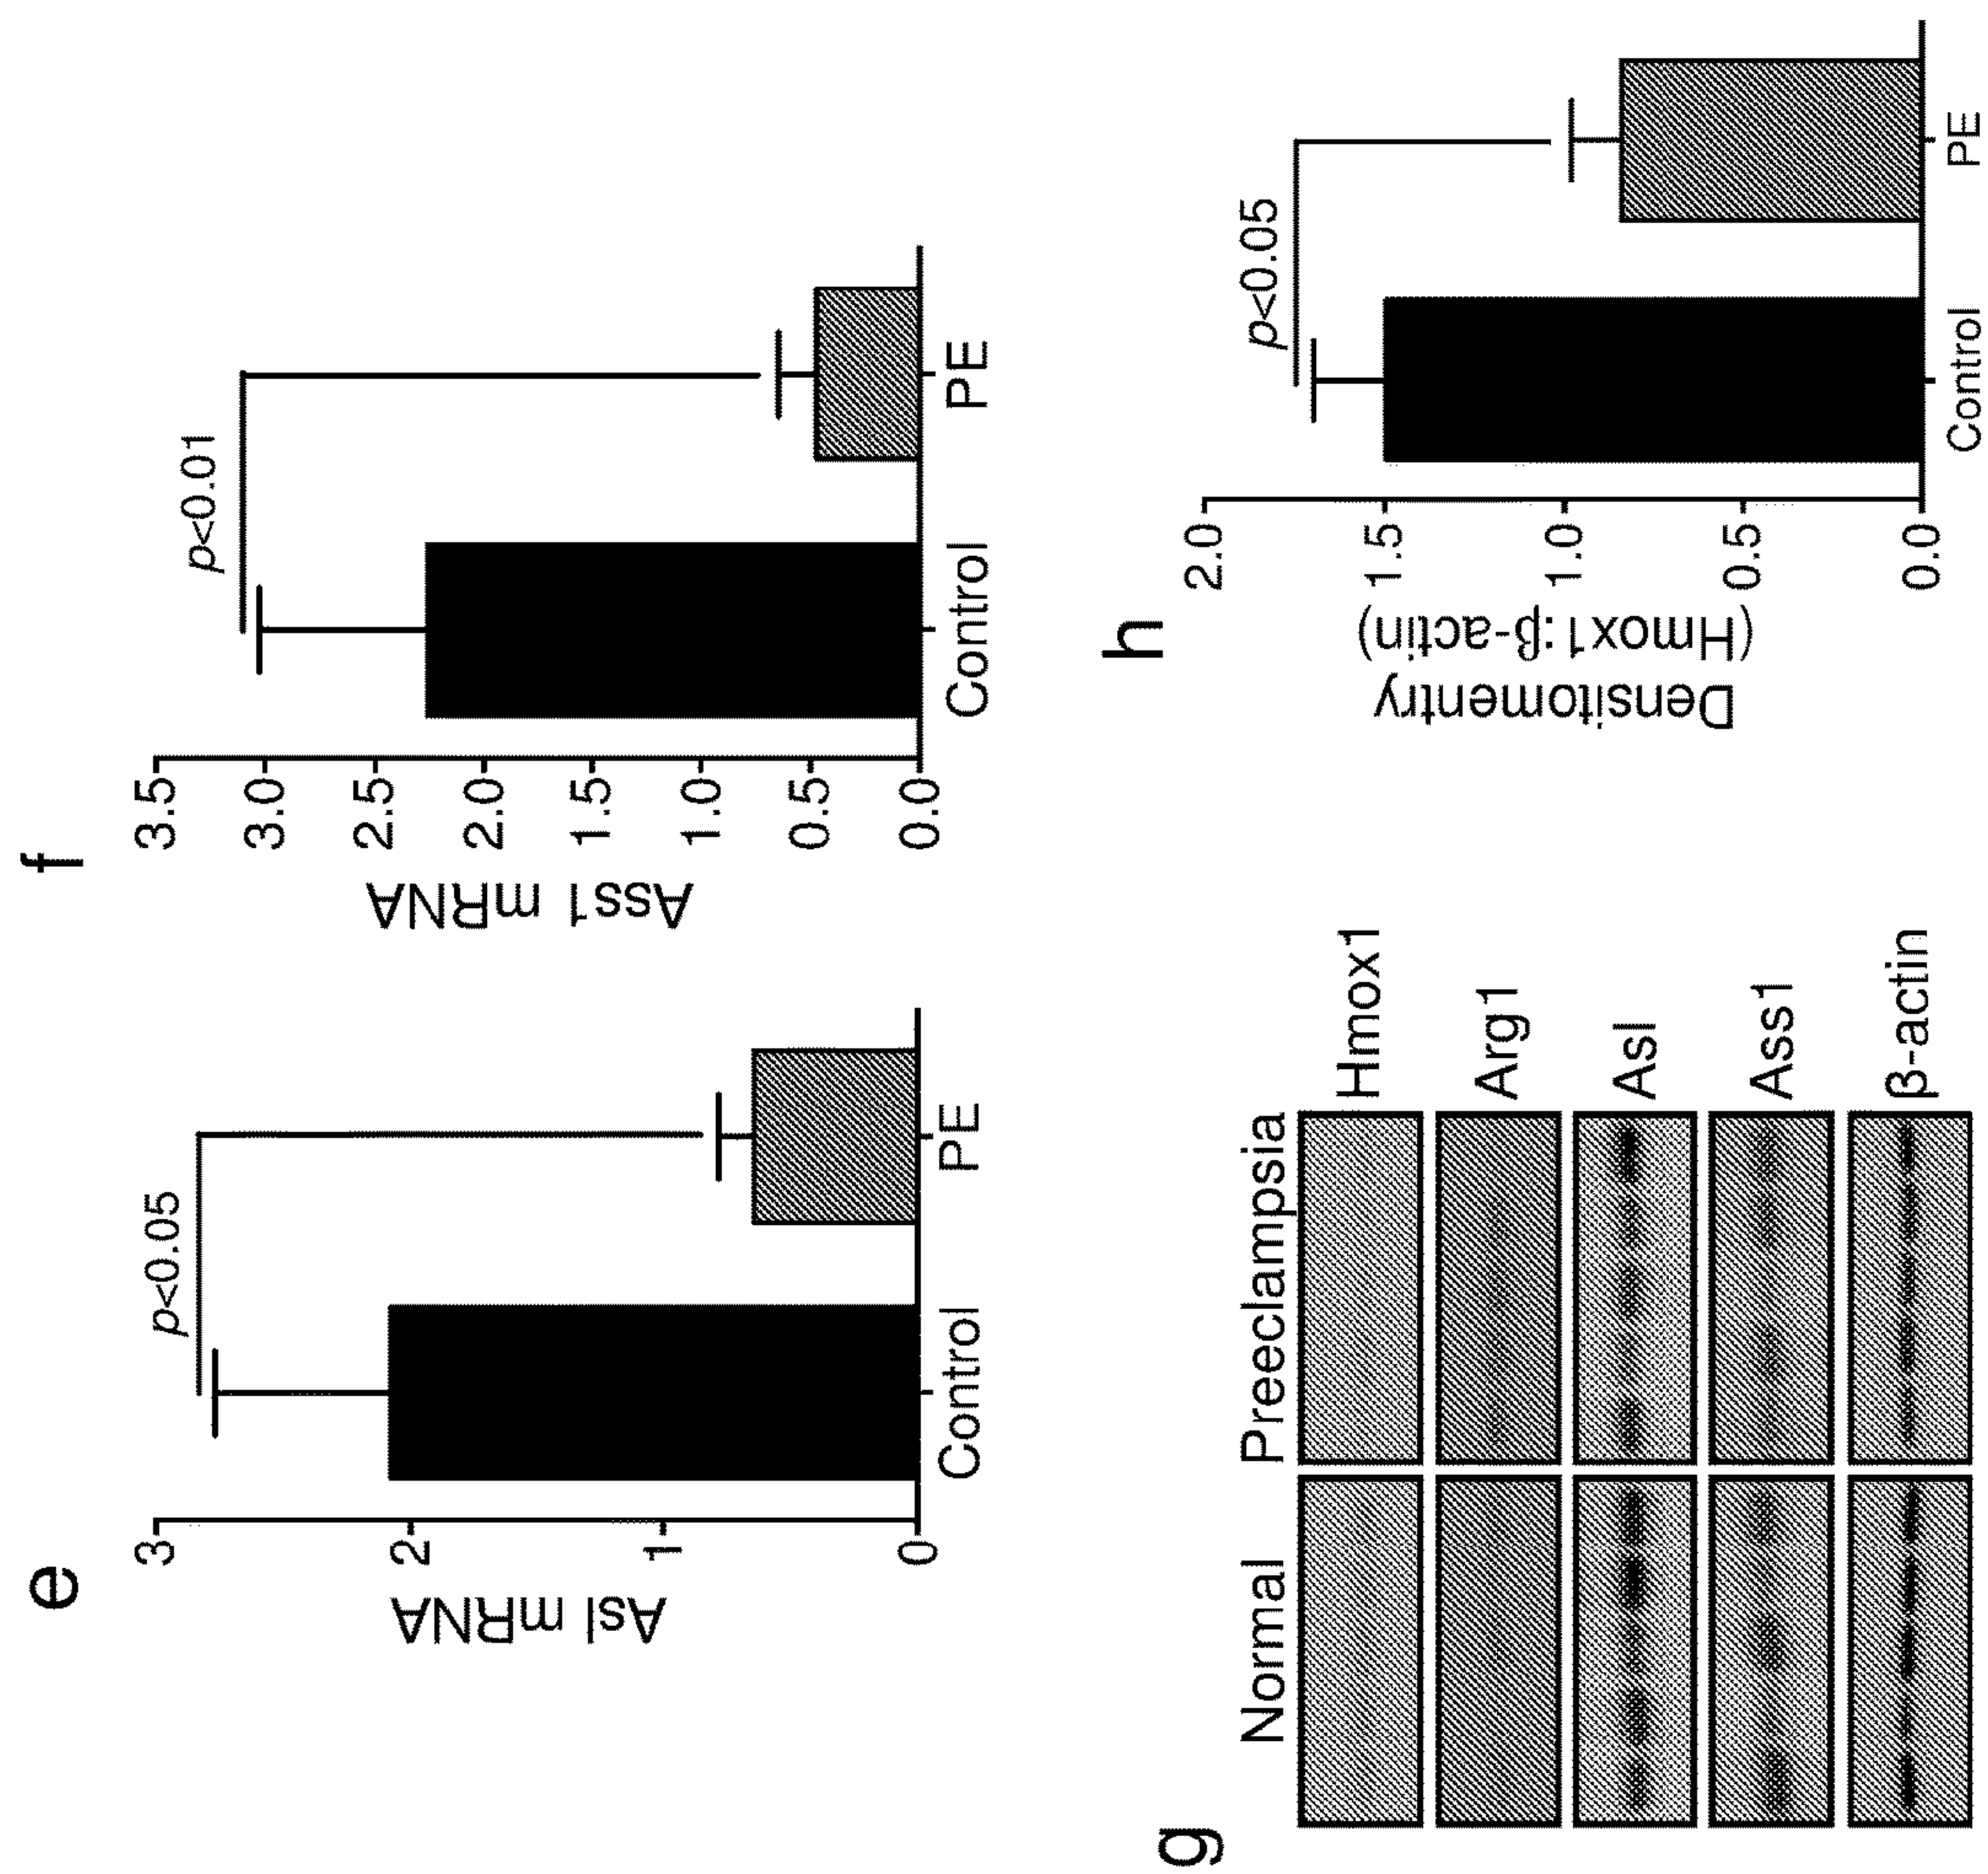 e
Asl mRNA
3
2
1
0
p<0.05
Control
PE
f
Ass1 mRNA
3.5
3.0
2.5
2.0
1.5
1.0
0.5
0.0
p<0.01
Control
PE
g
Normal
Preeclampsia
Hmox1
Arg1
Asl
Ass1
β-actin
h
Densitomentry
(Hmox1:β-actin)
2.0
1.5
1.0
0.5
0.0
p<0.05
Control
PE